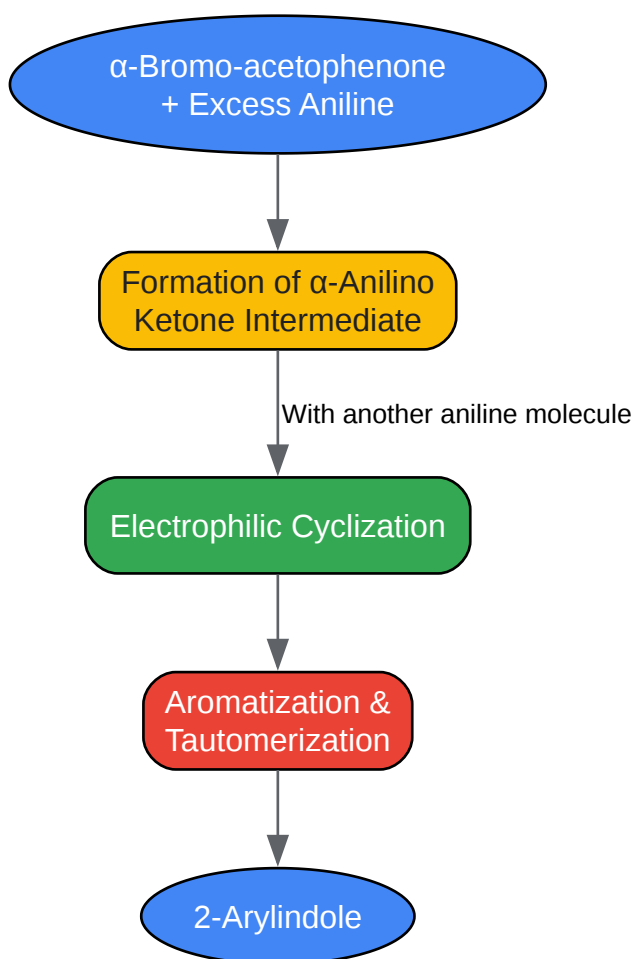 α-Bromo-acetophenone
+ Excess Aniline
Formation of α-Anilino
Ketone Intermediate
With another aniline molecule
Electrophilic Cyclization
Aromatization &
Tautomerization
2-Arylindole